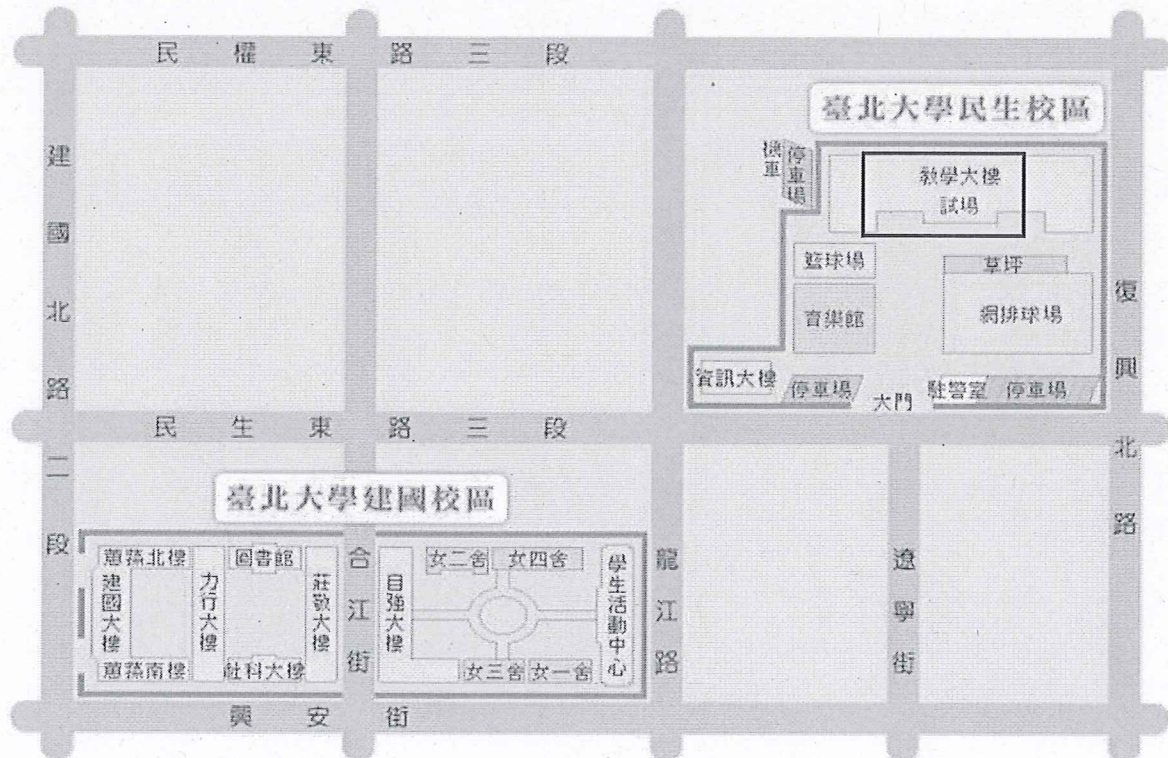 民權東路三段
臺北大學民生校區
機車
停車場
教學大樓
試場
籃球場
草坪
音樂館
網排球場
資訊大樓
停車場
大門
駐警室
停車場
建國北路二段
復興北路
民生東路三段
臺北大學建國校區
蕙蓀北樓
圖書館
建國大樓
力行大樓
莊敬大樓
蕙蓀南樓
社科大樓
合江街
自強大樓
女二舍
女四舍
女三舍
女一舍
學生活動中心
龍江路
遼寧街
興安街